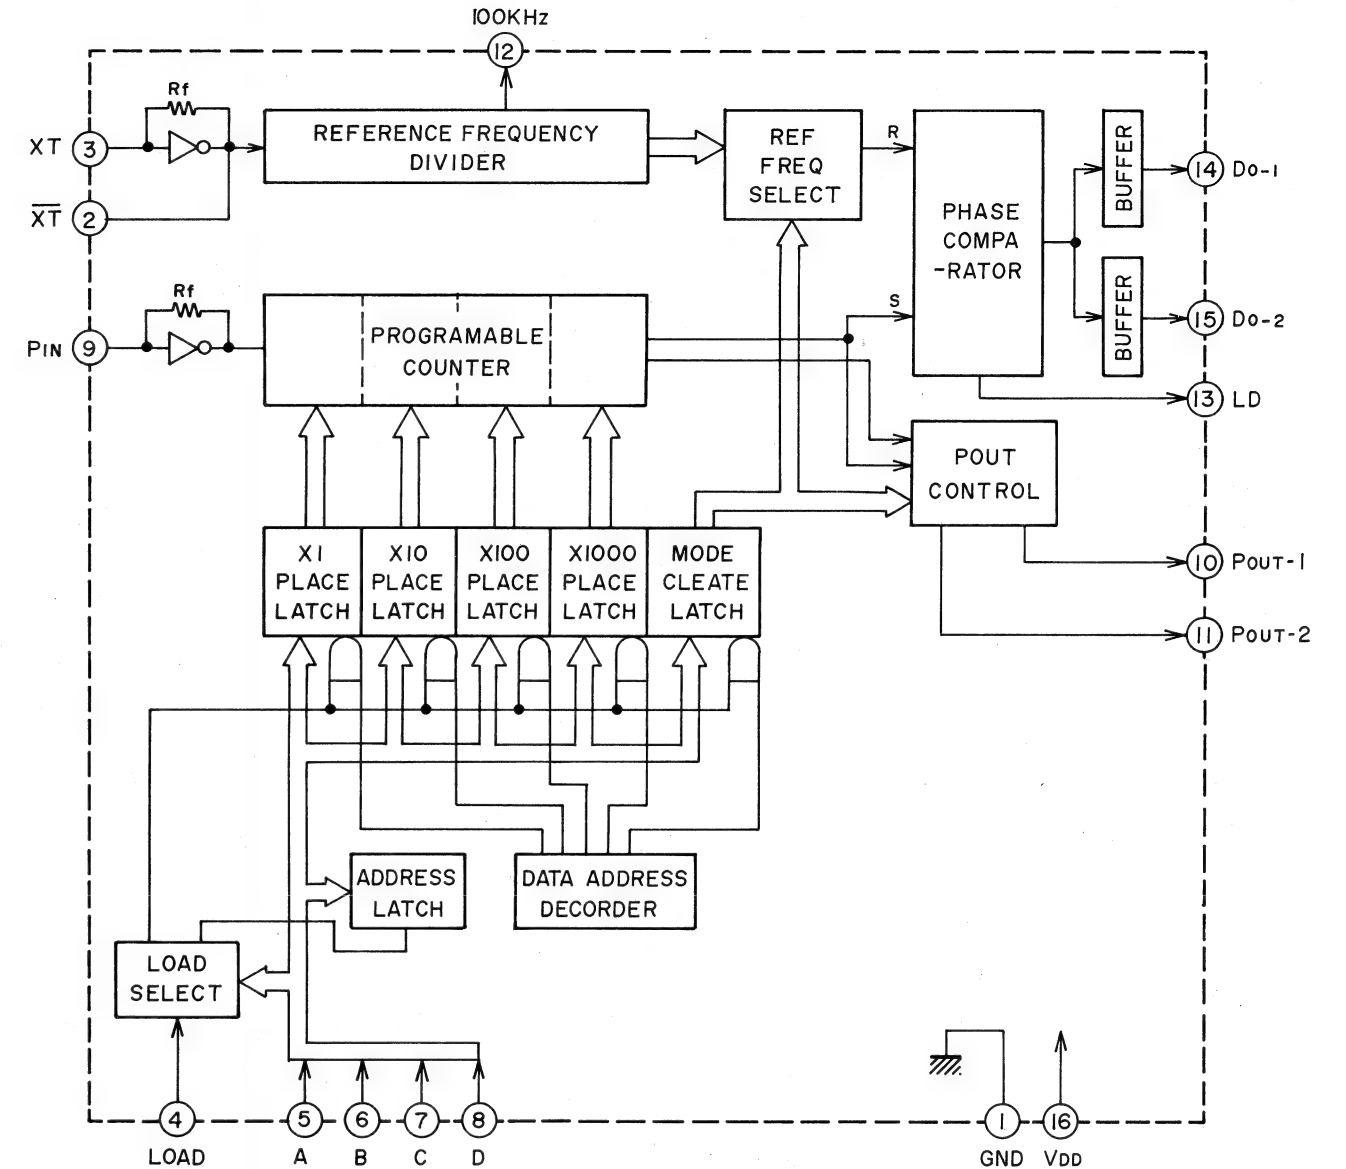 100KHz
12
Rf
XT
3
REFERENCE FREQUENCY
DIVIDER
REF
FREQ
SELECT
R
PHASE
COMPA
-RATOR
BUFFER
14
DO-1
XT
2
Rf
PIN
9
PROGRAMABLE
COUNTER
S
BUFFER
15
DO-2
13
LD
POUT
CONTROL
X1
PLACE
LATCH
X10
PLACE
LATCH
X100
PLACE
LATCH
X1000
PLACE
LATCH
MODE
CLEATE
LATCH
10
POUT-1
11
POUT-2
ADDRESS
LATCH
DATA ADDRESS
DECORDER
LOAD
SELECT
4
5
6
7
8
1
16
LOAD
A
B
C
D
GND
VDD